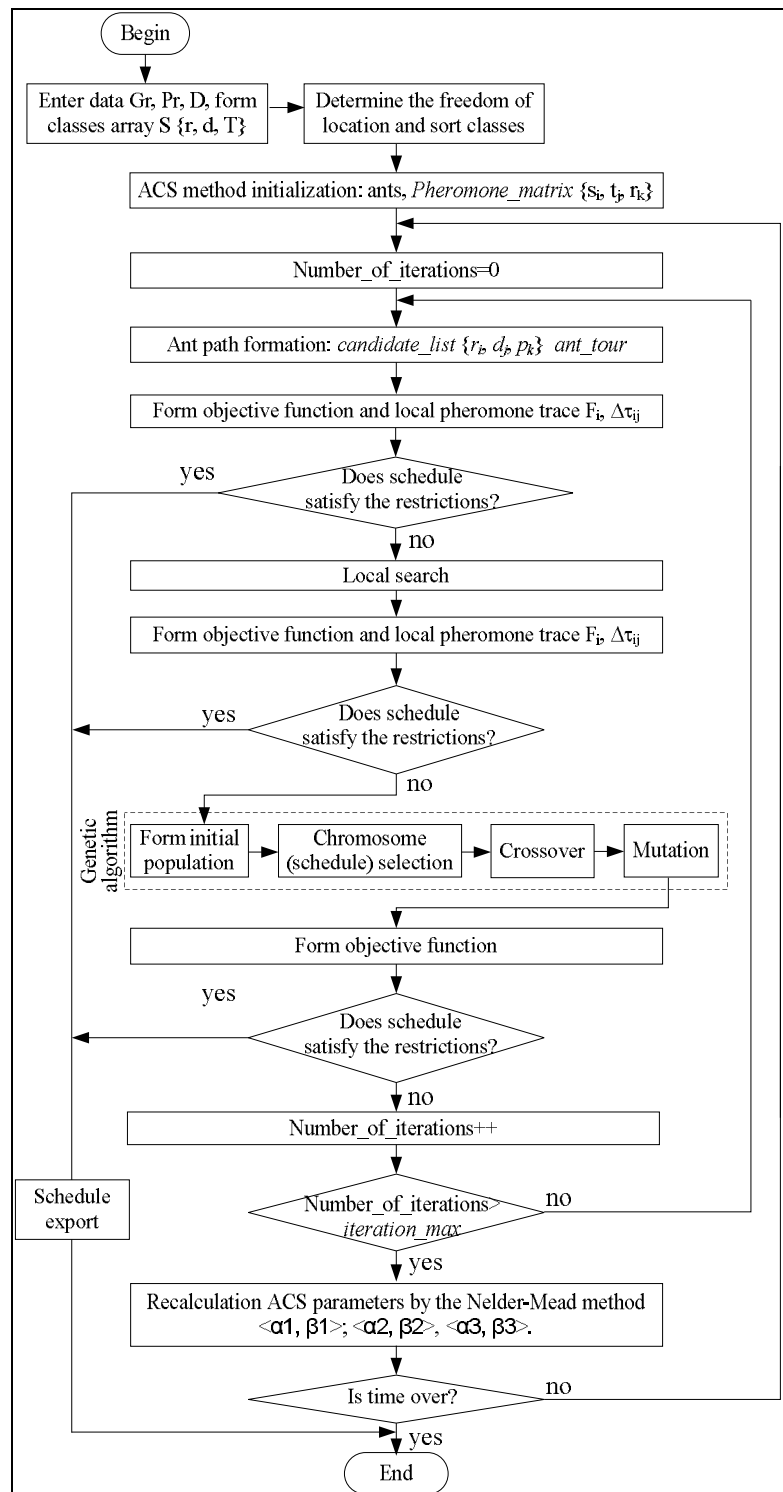 Begin
Enter data Gr, Pr, D, form
classes array S {r, d, T}
Determine the freedom of
location and sort classes
ACS method initialization: ants, Pheromone_matrix {sᵢ, tⱼ, rₖ}
Number_of_iterations=0
Ant path formation: candidate_list {rᵢ, dⱼ, pₖ} ant_tour
Form objective function and local pheromone trace Fᵢ, Δτᵢⱼ
yes
Does schedule
satisfy the restrictions?
no
Local search
Form objective function and local pheromone trace Fᵢ, Δτᵢⱼ
yes
Does schedule
satisfy the restrictions?
no
Genetic
algorithm
Form initial
population
Chromosome
(schedule) selection
Crossover
Mutation
Form objective function
yes
Does schedule
satisfy the restrictions?
no
Number_of_iterations++
Schedule
export
Number_of_iterations>
iteration_max
no
yes
Recalculation ACS parameters by the Nelder-Mead method
<α1, β1>; <α2, β2>, <α3, β3>.
Is time over?
no
yes
End